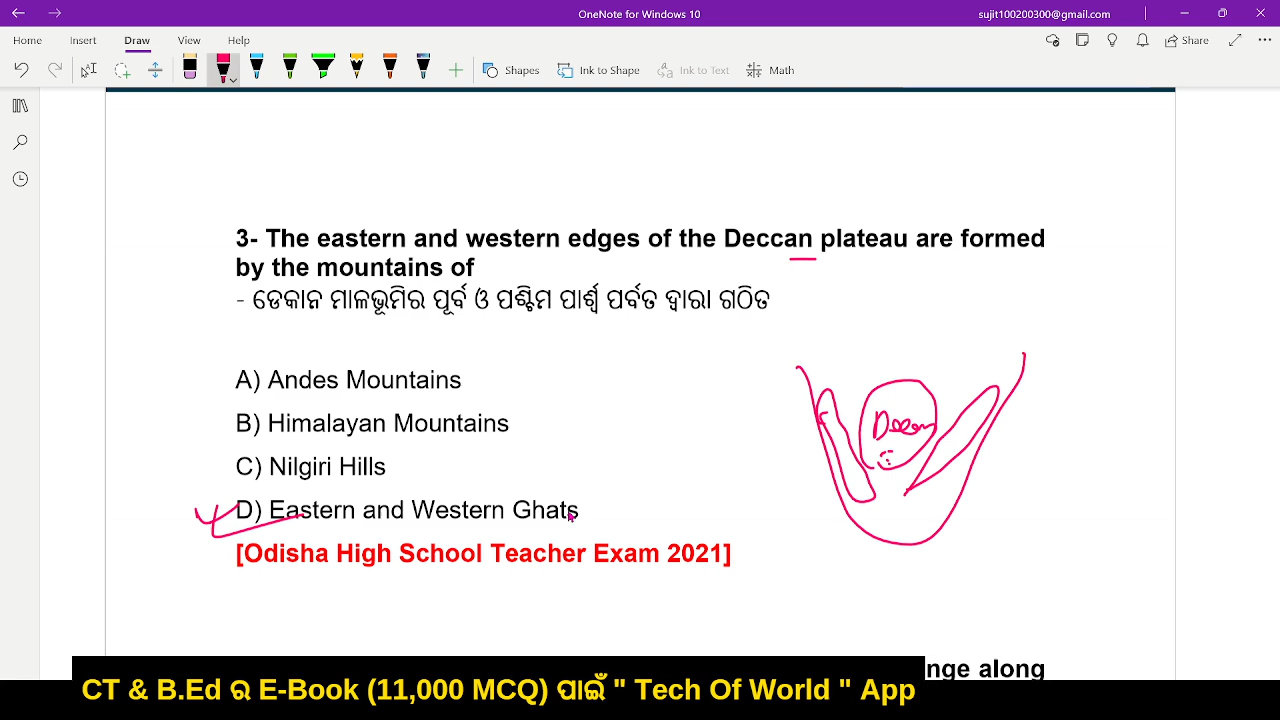 OneNote for Windows 10
sujit100200300@gmail.com
Home Insert Draw View Help
Share
Shapes Ink to Shape Ink to Text Math
3- The eastern and western edges of the Deccan plateau are formed
by the mountains of
- ଡେକାନ ମାଳଭୂମିର ପୂର୍ବ ଓ ପଶ୍ଚିମ ପାର୍ଶ୍ୱ ପର୍ବତ ଦ୍ୱାରା ଗଠିତ
A) Andes Mountains
B) Himalayan Mountains
Deccan
C) Nilgiri Hills
D) Eastern and Western Ghats
[Odisha High School Teacher Exam 2021]
nge along
CT & B.Ed ର E-Book (11,000 MCQ) ପାଇଁ " Tech Of World " App